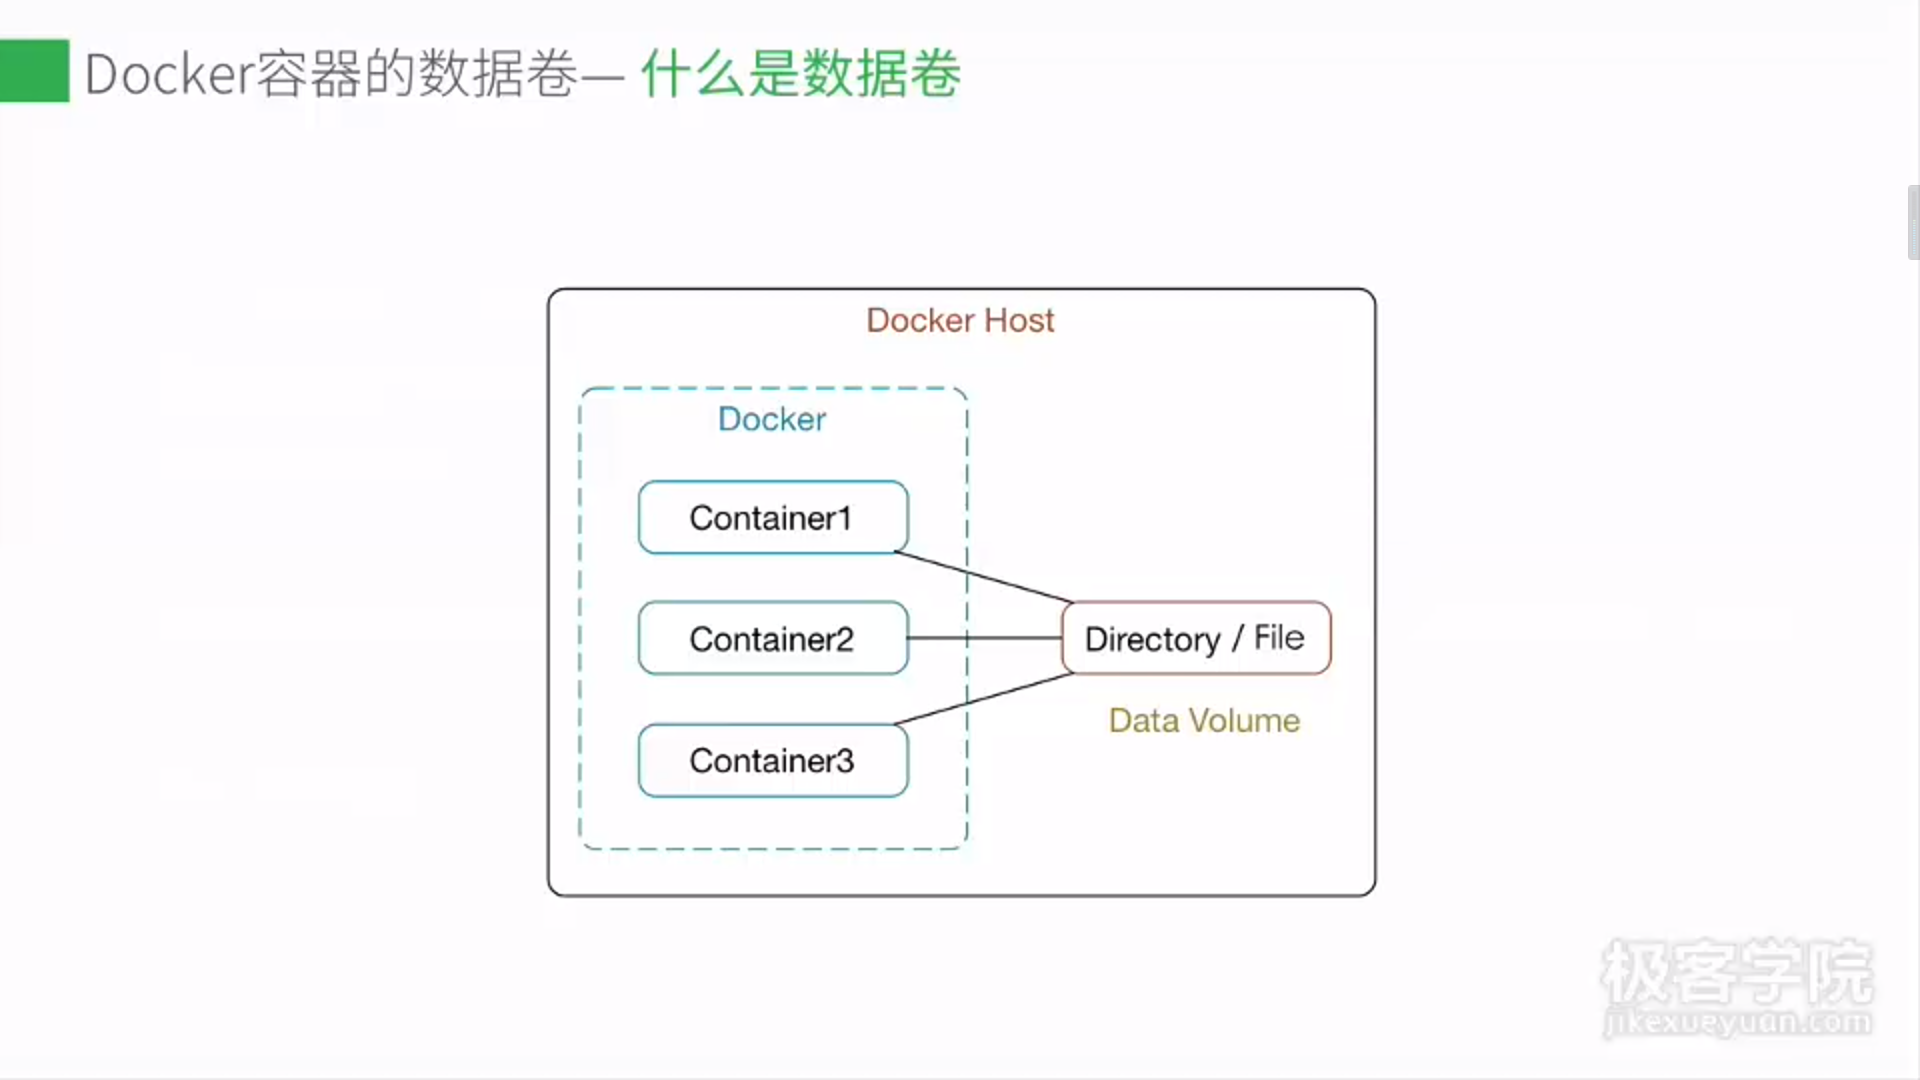 Docker容器的数据卷— 什么是数据卷
Docker Host
Docker
Container1
Container2
Directory / File
Data Volume
Container3
极客学院
jikexueyuan.com